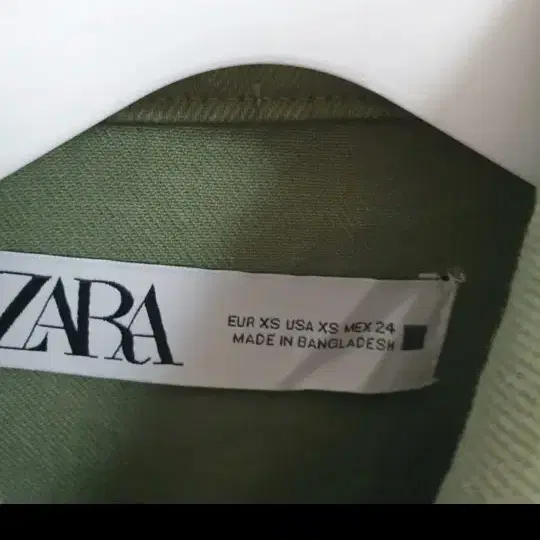 ZARA
EUR XS USA XS MEX 24
MADE IN BANGLADESH